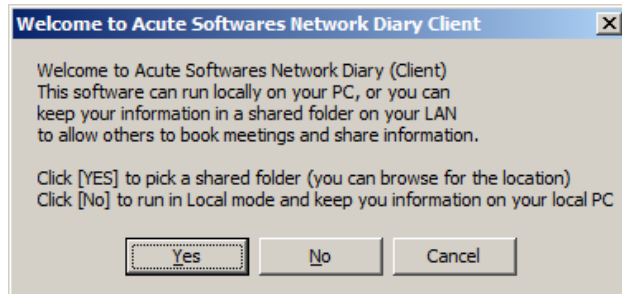 Welcome to Acute Softwares Network Diary Client
Welcome to Acute Softwares Network Diary (Client)
This software can run locally on your PC, or you can
keep your information in a shared folder on your LAN
to allow others to book meetings and share information.
Click [YES] to pick a shared folder (you can browse for the location)
Click [No] to run in Local mode and keep you information on your local PC
Yes No Cancel